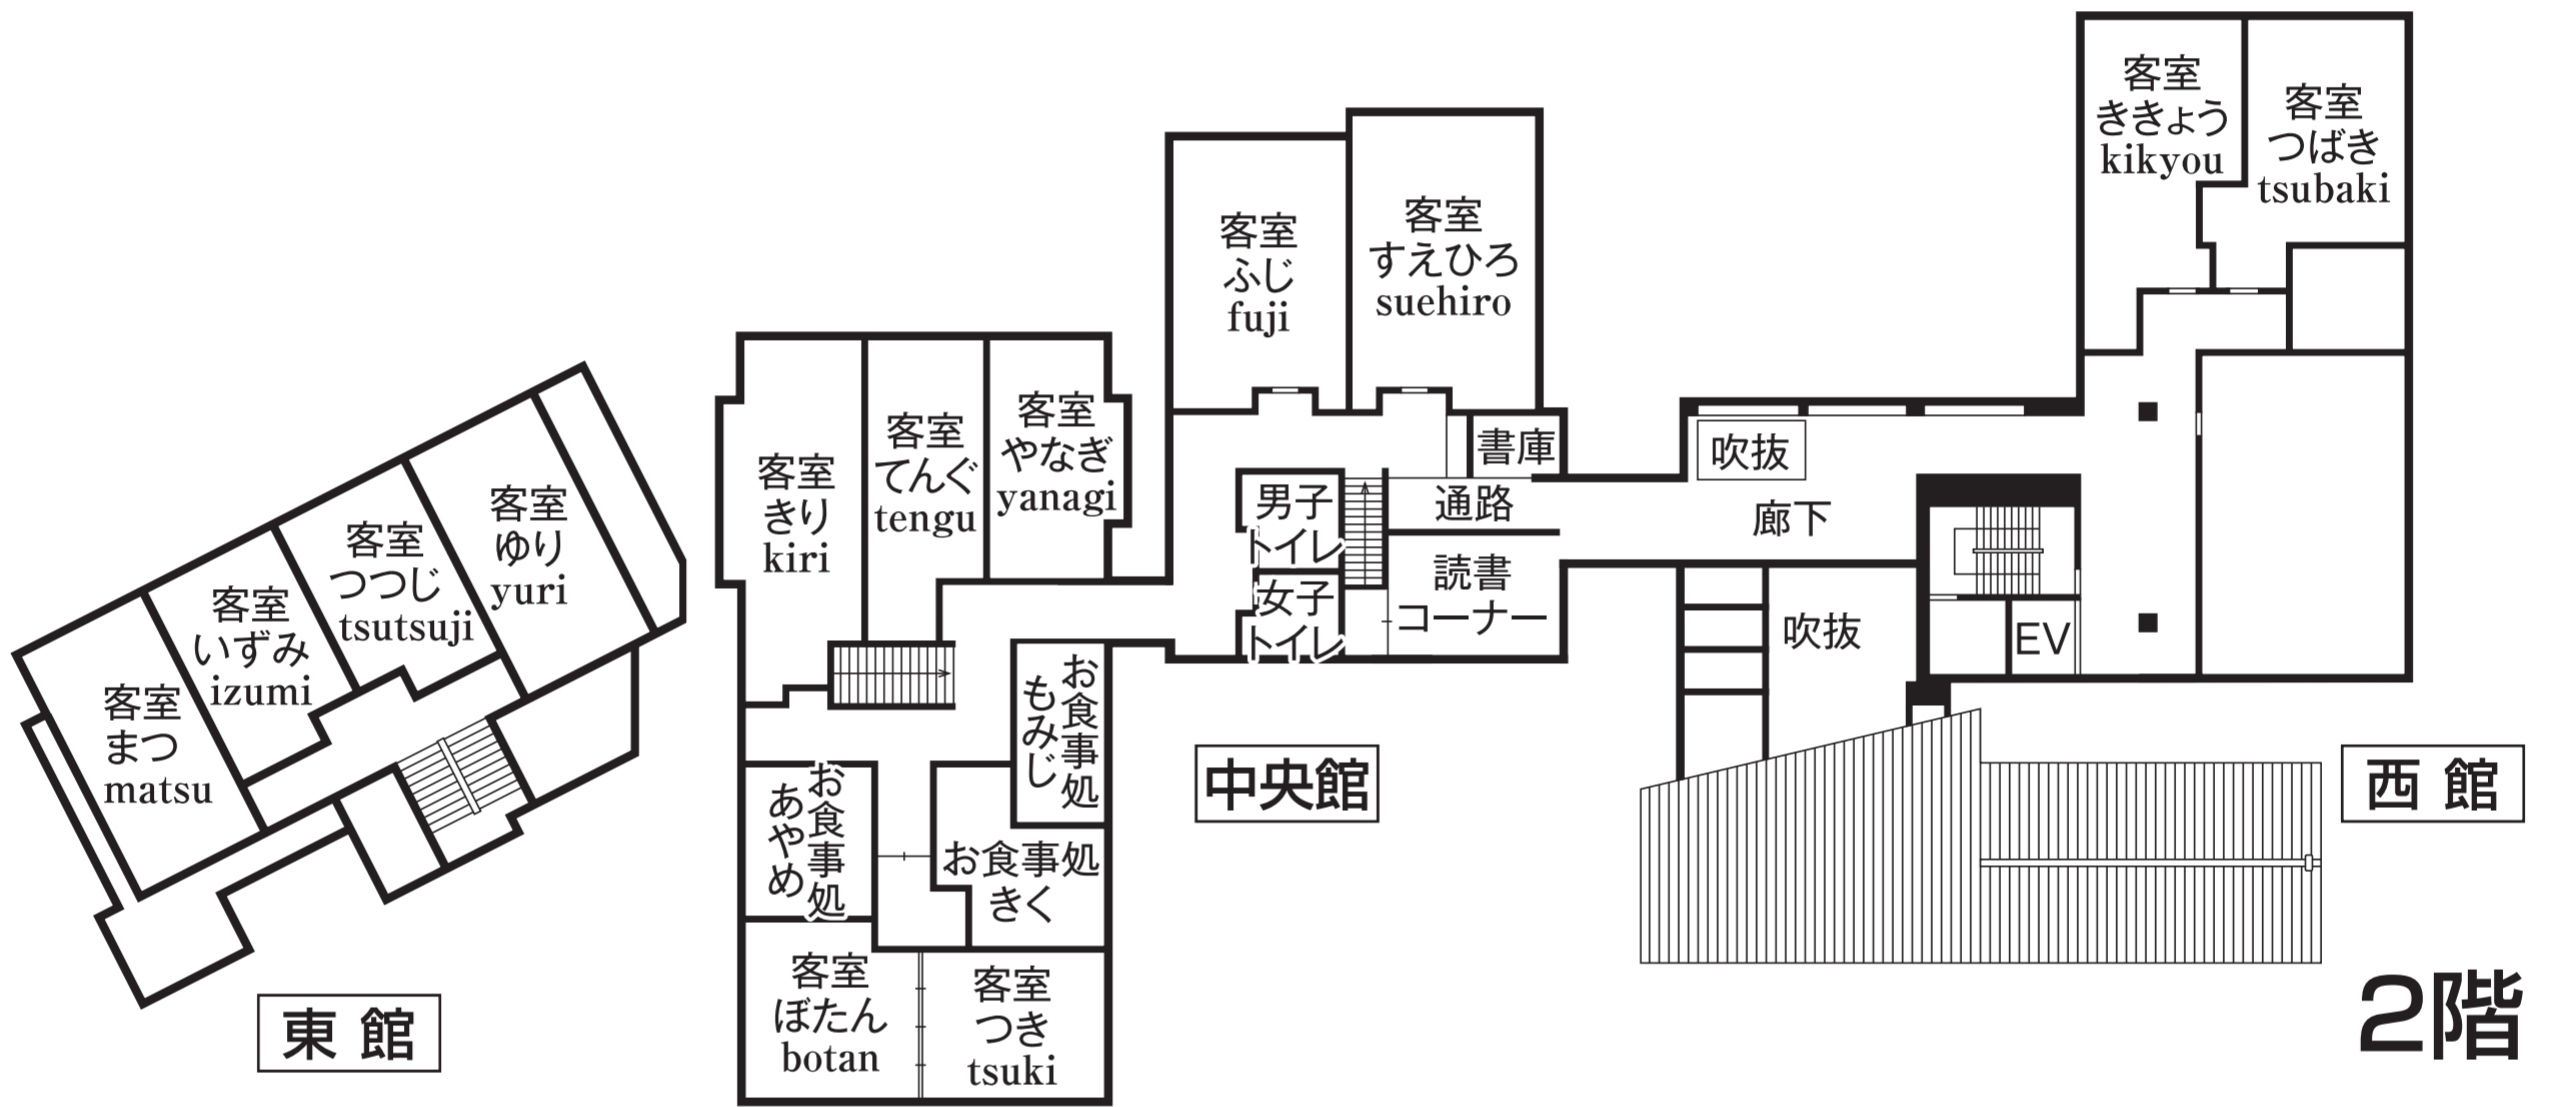 客室
まつ
matsu
客室
いずみ
izumi
客室
つつじ
tsutsuji
客室
ゆり
yuri
東館
客室
きり
kiri
客室
てんぐ
tengu
客室
やなぎ
yanagi
お食事処
もみじ
お食事処
あやめ
お食事処
きく
客室
ぼたん
botan
客室
つき
tsuki
客室
ふじ
fuji
客室
すえひろ
suehiro
書庫
男子
トイレ
女子
トイレ
通路
読書
コーナー
中央館
吹抜
廊下
吹抜
EV
客室
ききょう
kikyou
客室
つばき
tsubaki
西館
2階